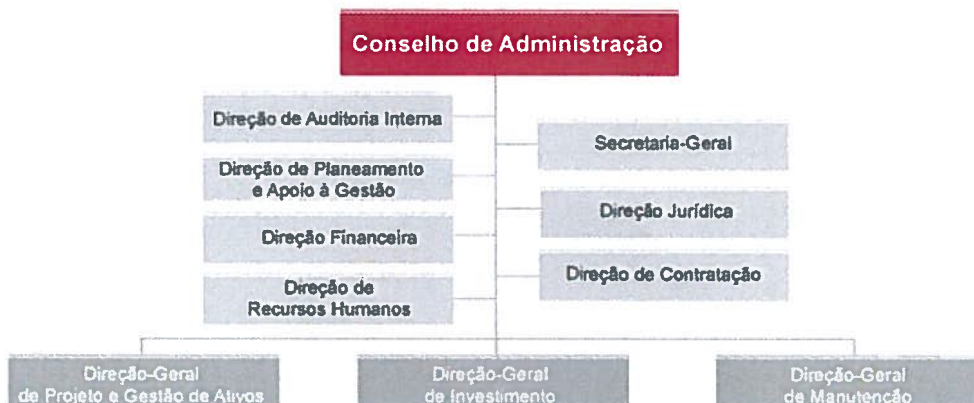 Conselho de Administração
Direção de Auditoria Interna
Secretaria-Geral
Direção de Planeamento
e Apoio à Gestão
Direção Jurídica
Direção Financeira
Direção de Contratação
Direção de
Recursos Humanos
Direção-Geral
de Projeto e Gestão de Ativos
Direção-Geral
de Investimento
Direção-Geral
de Manutenção